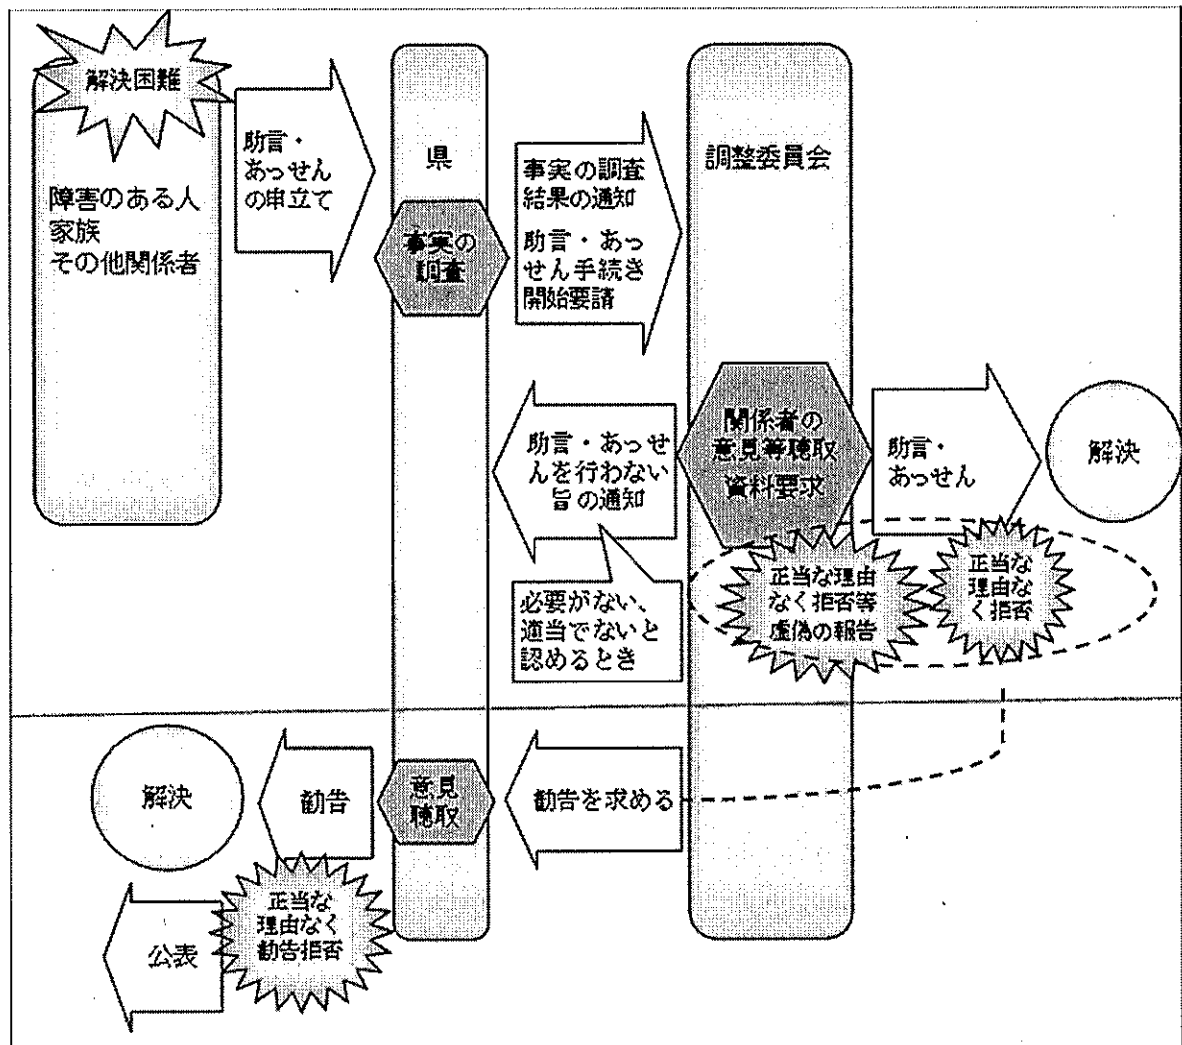 解決困難
障害のある人
家族
その他関係者
助言・
あっせん
の申立て
県
事実の
調査
事実の調査
結果の通知
助言・あっ
せん手続き
開始要請
調整委員会
関係者の
意見等聴取
資料要求
助言・
あっせん
解決
助言・あっせ
んを行わない
旨の通知
必要がない、
適当でないと
認めるとき
正当な理由
なく拒否等
虚偽の報告
正当な
理由な
く拒否
勧告を求める
意見
聴取
勧告
解決
正当な
理由なく
勧告拒否
公表